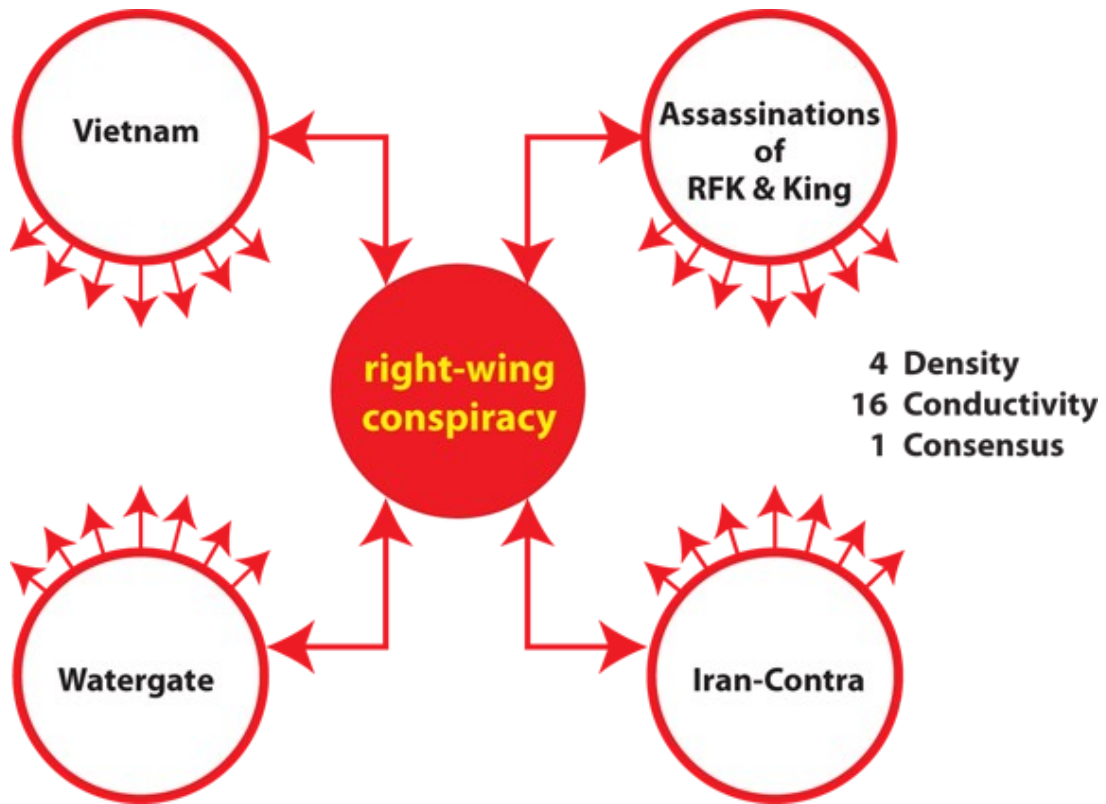 Vietnam
Assassinations
of
RFK & King
right-wing
conspiracy
4 Density
16 Conductivity
1 Consensus
Watergate
Iran-Contra